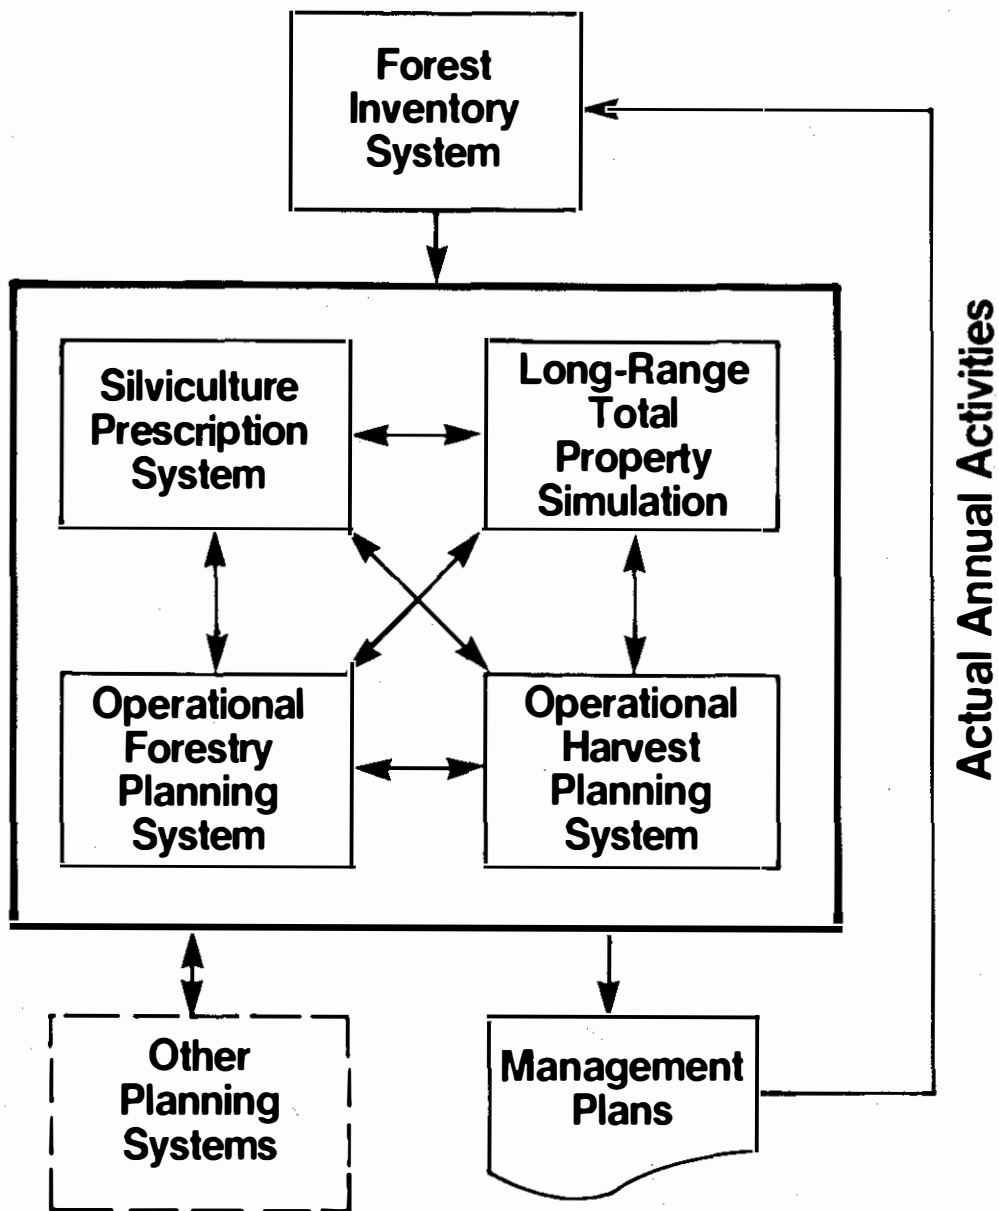 Forest
Inventory
System
Silviculture
Prescription
System
Long-Range
Total
Property
Simulation
Operational
Forestry
Planning
System
Operational
Harvest
Planning
System
Other
Planning
Systems
Management
Plans
Actual Annual Activities